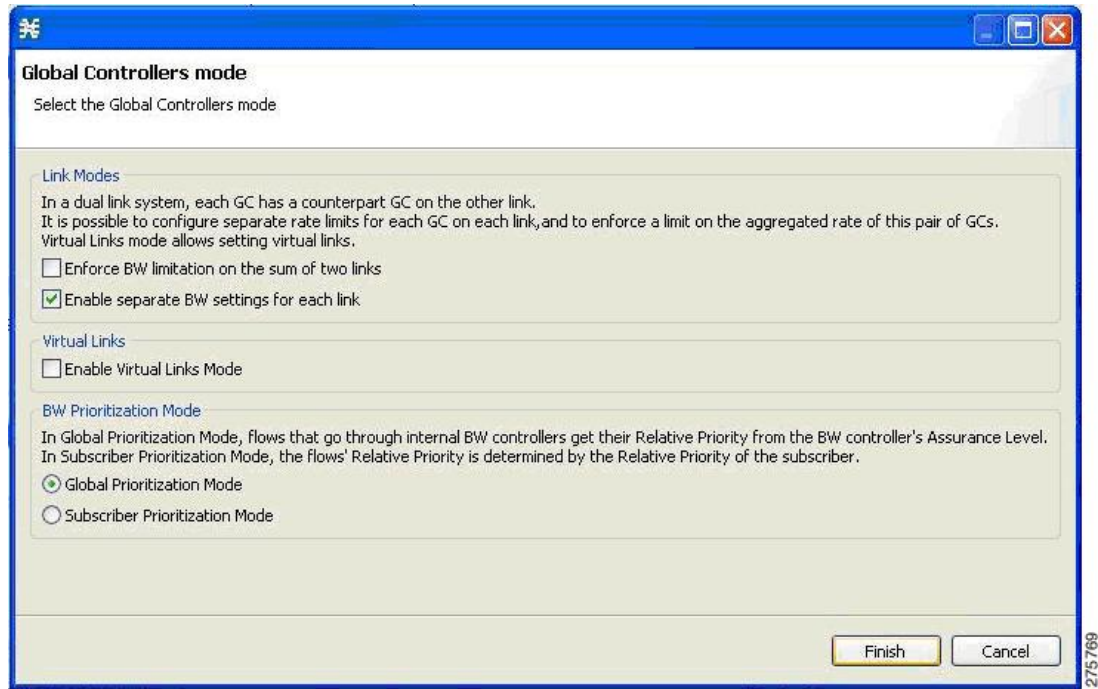 Global Controllers mode
Select the Global Controllers mode
Link Modes
In a dual link system, each GC has a counterpart GC on the other link.
It is possible to configure separate rate limits for each GC on each link,and to enforce a limit on the aggregated rate of this pair of GCs.
Virtual Links mode allows setting virtual links.
Enforce BW limitation on the sum of two links
Enable separate BW settings for each link
Virtual Links
Enable Virtual Links Mode
BW Prioritization Mode
In Global Prioritization Mode, flows that go through internal BW controllers get their Relative Priority from the BW controller's Assurance Level.
In Subscriber Prioritization Mode, the flows' Relative Priority is determined by the Relative Priority of the subscriber.
Global Prioritization Mode
Subscriber Prioritization Mode
Finish
Cancel
275769